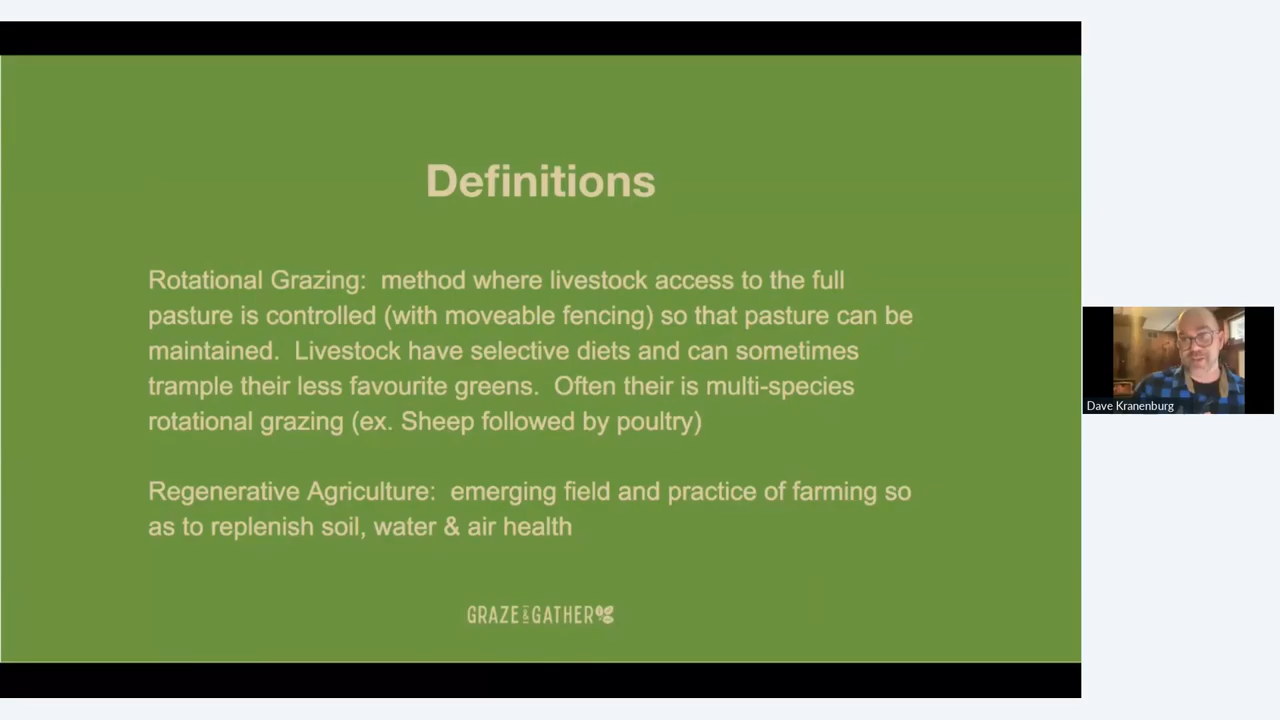 Definitions
Rotational Grazing: method where livestock access to the full
pasture is controlled (with moveable fencing) so that pasture can be
maintained. Livestock have selective diets and can sometimes
trample their less favourite greens. Often their is multi-species
rotational grazing (ex. Sheep followed by poultry)
Regenerative Agriculture: emerging field and practice of farming so
as to replenish soil, water & air health
GRAZE & GATHER
Dave Kranenburg